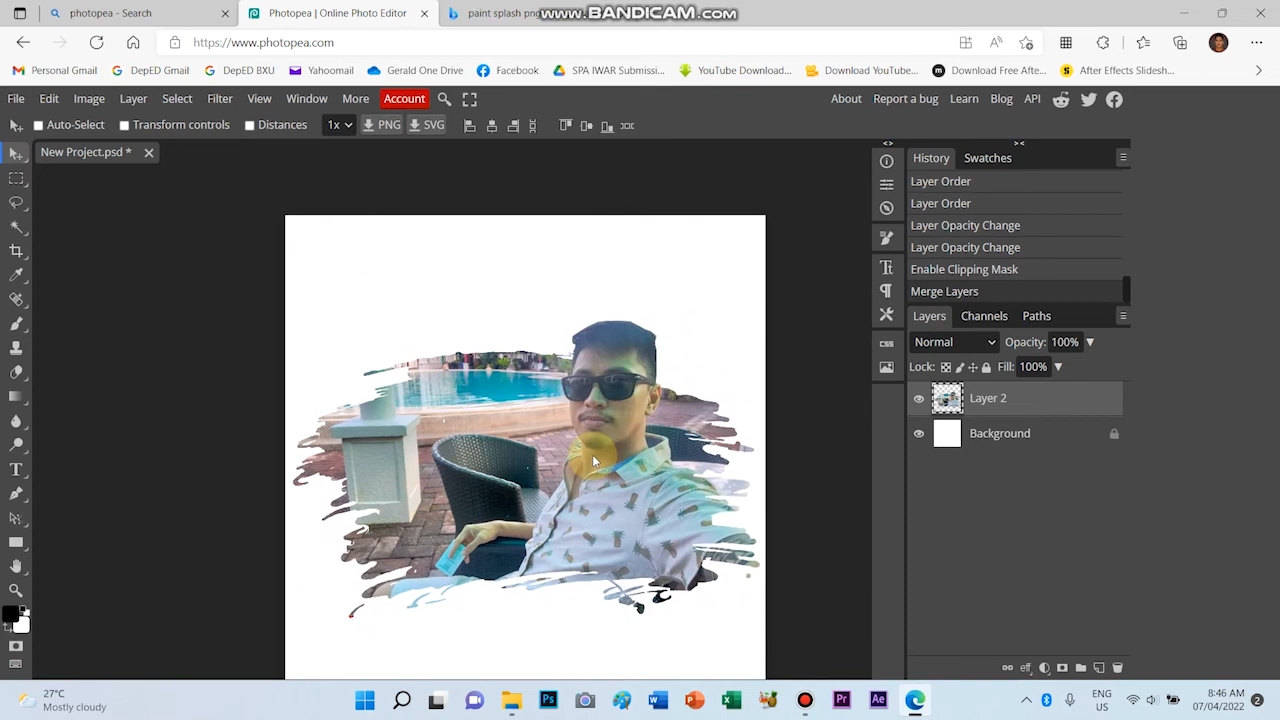 photopea - Search
Photopea | Online Photo Editor
paint splash png
www.BANDICAM.com
https://www.photopea.com
Personal Gmail
DepED Gmail
DepED BXU
Yahoomail
Gerald One Drive
Facebook
SPA IWAR Submissi...
YouTube Download...
Download YouTube...
Download Free Afte...
After Effects Slidesh...
File Edit Image Layer Select Filter View Window More Account
About Report a bug Learn Blog API
Auto-Select Transform controls Distances 1x PNG SVG
New Project.psd *
History Swatches
Layer Order
Layer Order
Layer Opacity Change
Layer Opacity Change
Enable Clipping Mask
Merge Layers
Layers Channels Paths
Normal Opacity: 100%
Lock: Fill: 100%
Layer 2
Background
CSS
eff
27°C
Mostly cloudy
ENG
US
8:46 AM
07/04/2022
2